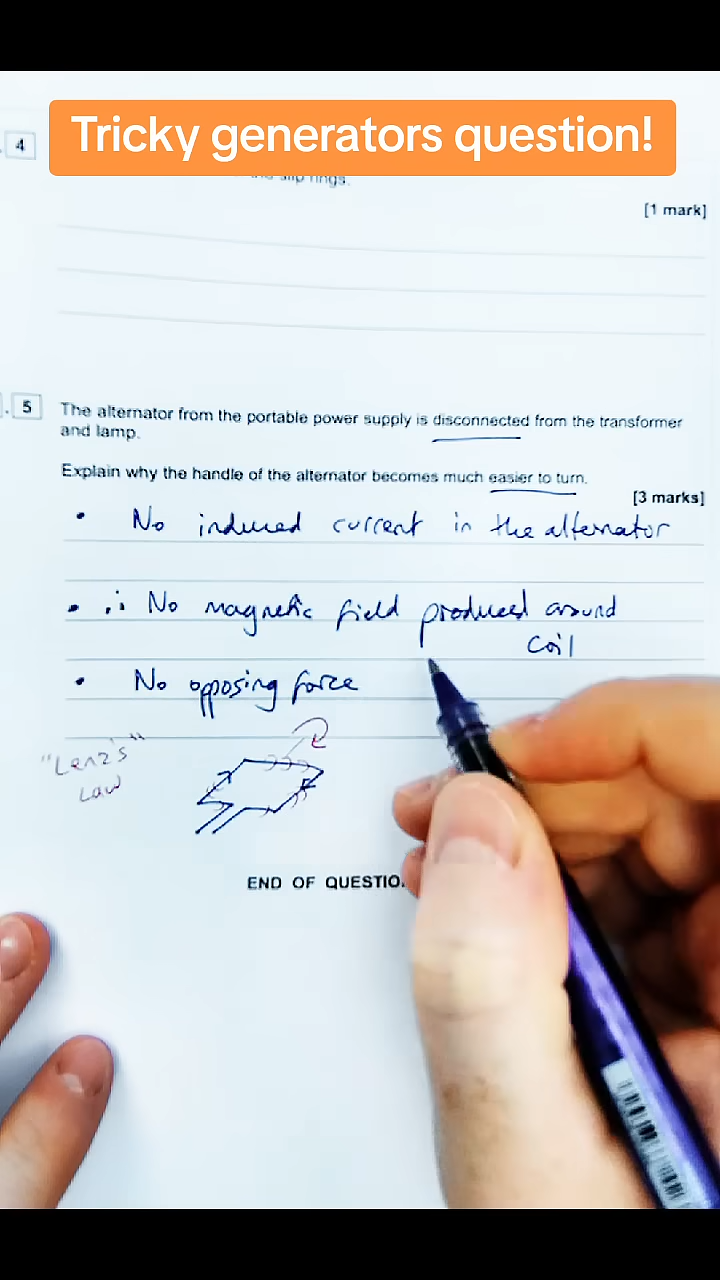 Tricky generators question!
4
slip rings.
[1 mark]
. 5
The alternator from the portable power supply is disconnected from the transformer
and lamp.
Explain why the handle of the alternator becomes much easier to turn.
[3 marks]
• No induced current in the alternator
• ∴ No magnetic field produced around
coil
• No opposing force
"Lenz's"
Law
END OF QUESTIO